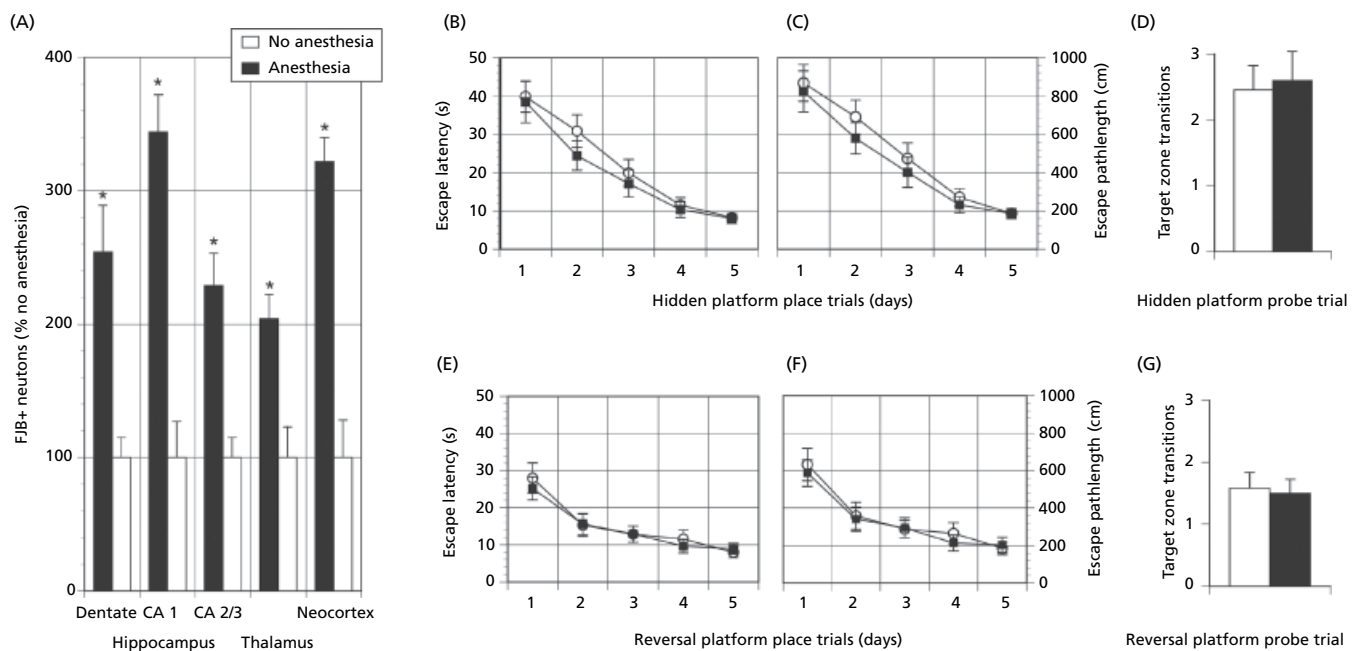 (A)
400
300
200
100
0
FJB+ neutrons (% no anesthesia)
No anesthesia
Anesthesia
*
*
*
*
*
Dentate CA 1 CA 2/3 Neocortex
Hippocampus Thalamus
(B)
50
40
30
20
10
0
Escape latency (s)
1 2 3 4 5
(C)
1000
800
600
400
200
0
Escape pathlength (cm)
1 2 3 4 5
Hidden platform place trials (days)
(D)
3
2
1
0
Target zone transitions
Hidden platform probe trial
(E)
50
40
30
20
10
0
Escape latency (s)
1 2 3 4 5
(F)
1000
800
600
400
200
0
Escape pathlength (cm)
1 2 3 4 5
Reversal platform place trials (days)
(G)
3
2
1
0
Target zone transitions
Reversal platform probe trial